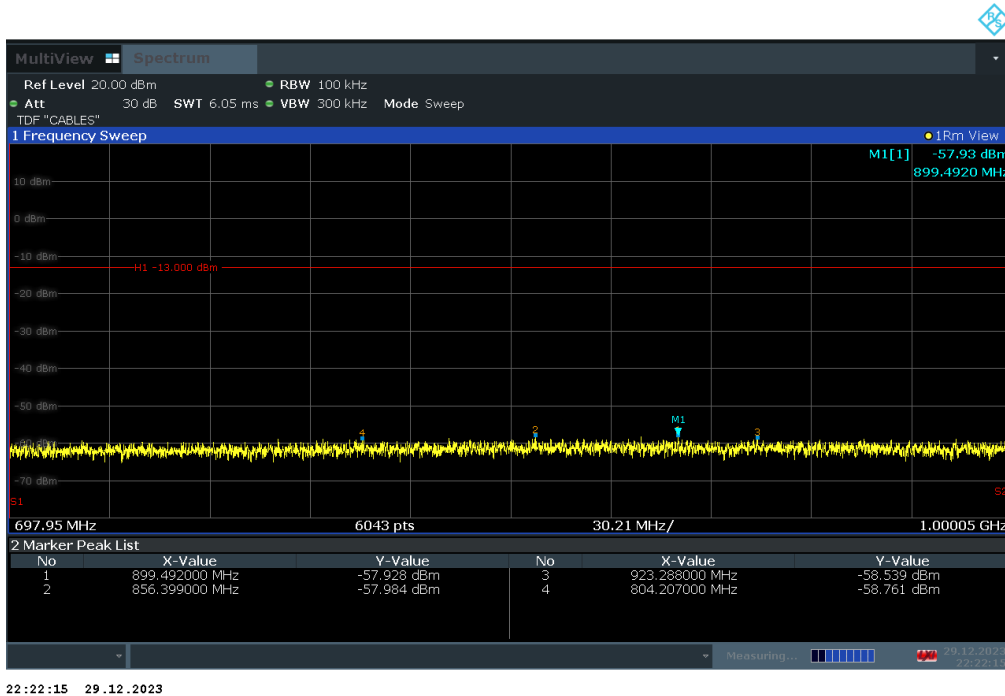 R&S
MultiView Spectrum
Ref Level 20.00 dBm RBW 100 kHz
Att 30 dB SWT 6.05 ms VBW 300 kHz Mode Sweep
TDF "CABLES"
1 Frequency Sweep 1Rm View
M1[1] -57.93 dBm
899.4920 MHz
10 dBm
0 dBm
-10 dBm
H1 -13.000 dBm
-20 dBm
-30 dBm
-40 dBm
-50 dBm
M1
4 2 3
-60 dBm
-70 dBm
S1 S2
697.95 MHz 6043 pts 30.21 MHz/ 1.00005 GHz
2 Marker Peak List
No X-Value Y-Value No X-Value Y-Value
1 899.492000 MHz -57.928 dBm 3 923.288000 MHz -58.539 dBm
2 856.399000 MHz -57.984 dBm 4 804.207000 MHz -58.761 dBm
Measuring... 29.12.2023
22:22:15
22:22:15 29.12.2023